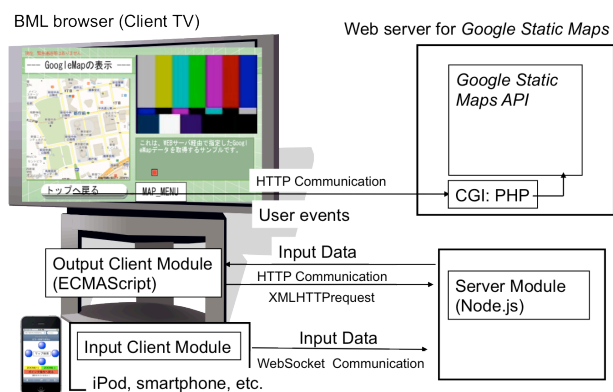 BML browser (Client TV)
Web server for Google Static Maps
GoogleMapの表示
Google Static
Maps API
これは、WEBサーバ経由で指定したGoogl
eMapデータを取得するサンプルです。
トップへ戻る
MAP_MENU
HTTP Communication
CGI: PHP
User events
Input Data
Output Client Module
(ECMAScript)
HTTP Communication
XMLHTTPrequest
Server Module
(Node.js)
Input Client Module
Input Data
WebSocket Communication
iPod, smartphone, etc.